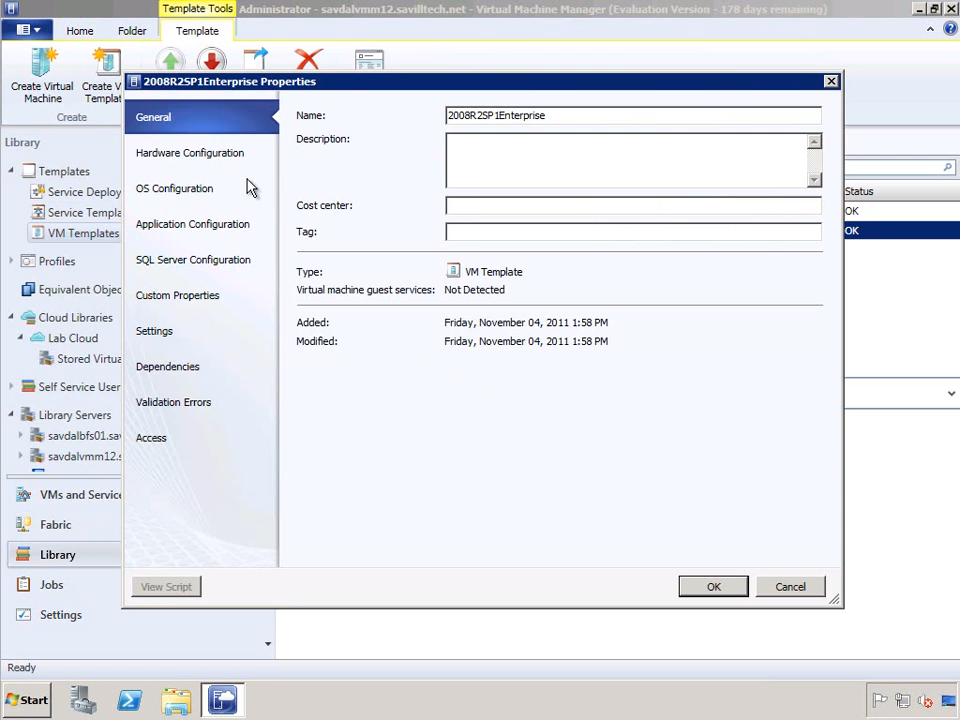 Template Tools
Administrator - savdalvmm12.savilltech.net - Virtual Machine Manager (Evaluation Version - 178 days remaining)
Home
Folder
Template
Create Virtual
Machine
Create V
Templat
Create
2008R2SP1Enterprise Properties
Library
Templates
Service Deploy
Service Templa
VM Templates
Profiles
Equivalent Objec
Cloud Libraries
Lab Cloud
Stored Virtua
Self Service User
Library Servers
savdalbfs01.sav
savdalvmm12.s
VMs and Service
Fabric
Library
Jobs
Settings
General
Hardware Configuration
OS Configuration
Application Configuration
SQL Server Configuration
Custom Properties
Settings
Dependencies
Validation Errors
Access
Name:
2008R2SP1Enterprise
Description:
Cost center:
Tag:
Type:
VM Template
Virtual machine guest services:
Not Detected
Added:
Friday, November 04, 2011 1:58 PM
Modified:
Friday, November 04, 2011 1:58 PM
View Script
OK
Cancel
Status
OK
OK
Ready
Start